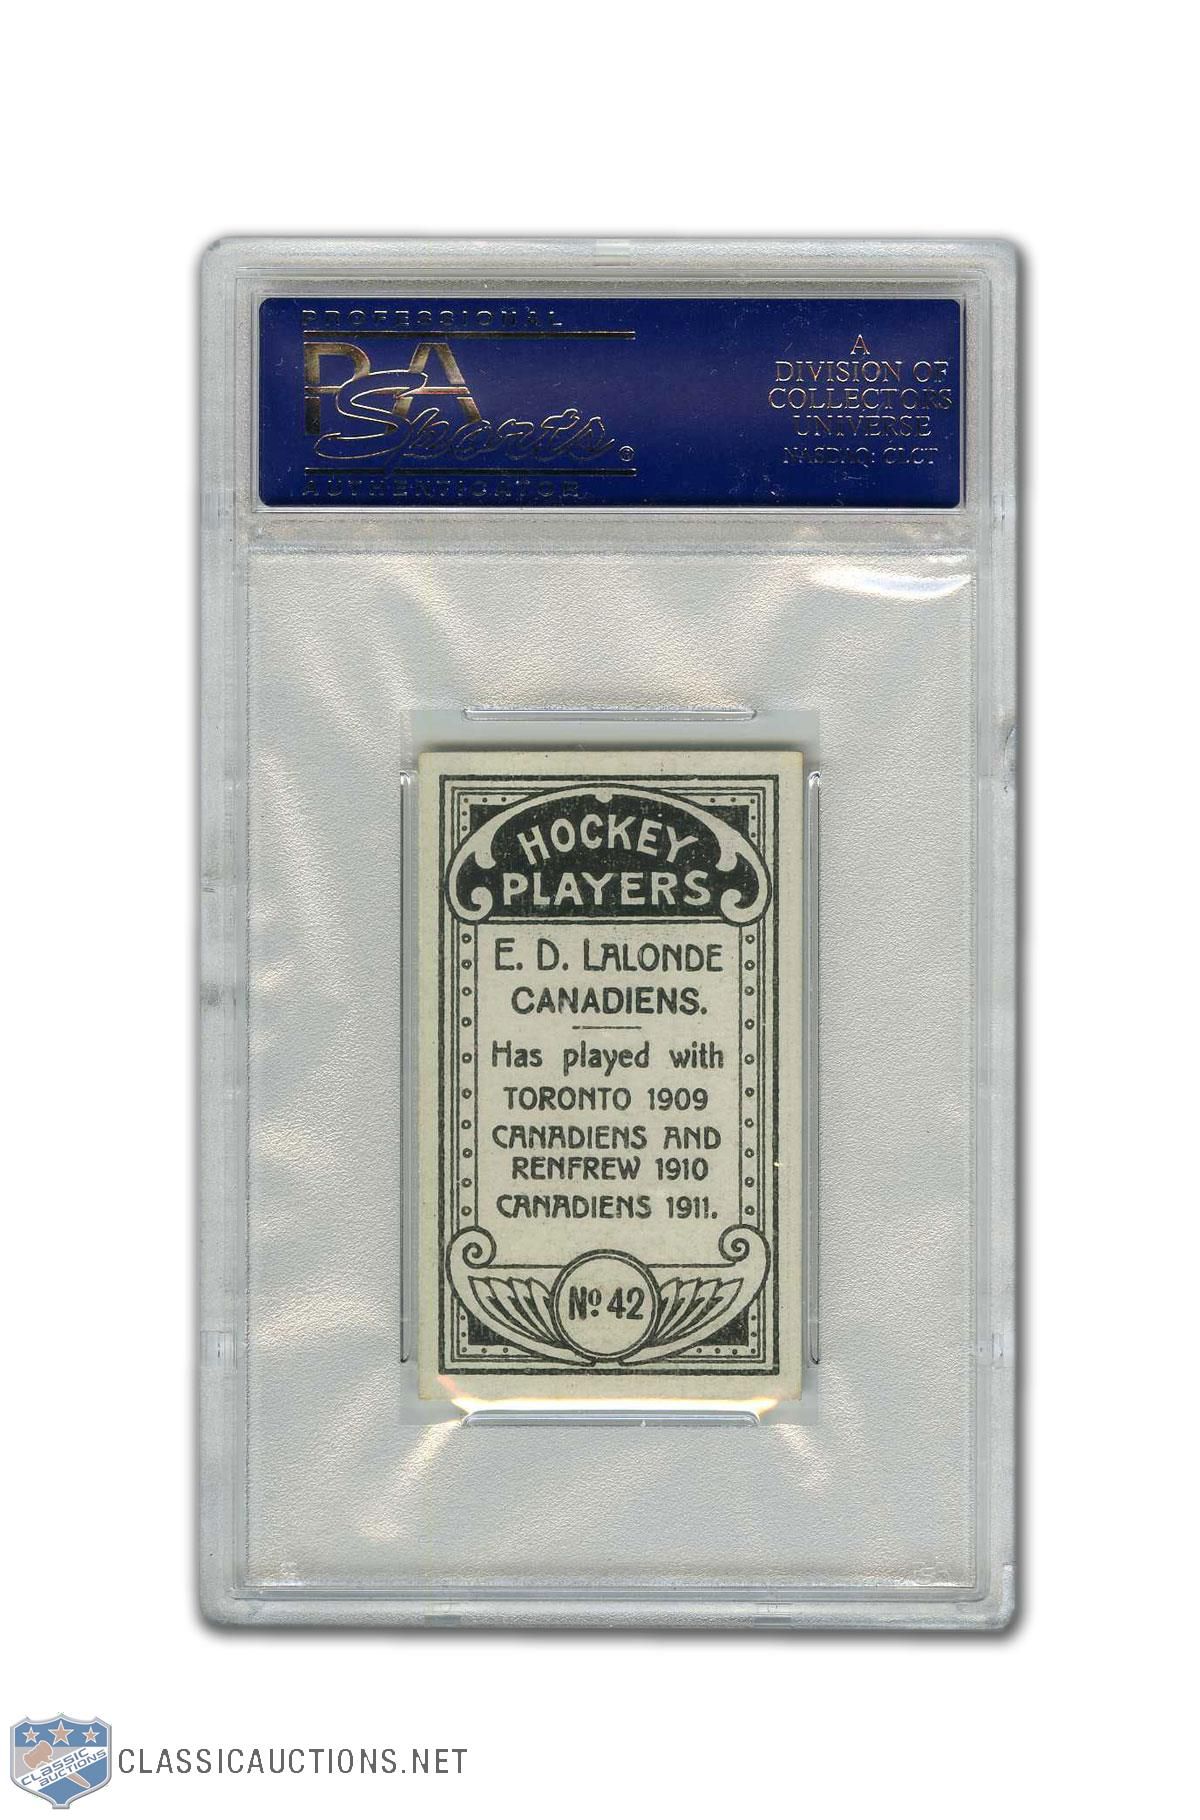 PROFESSIONAL
PSA
Sports®
AUTHENTICATOR
A
DIVISION OF
COLLECTORS
UNIVERSE
NASDAQ: CLCT
HOCKEY
PLAYERS
E. D. LALONDE
CANADIENS.
Has played with
TORONTO 1909
CANADIENS AND
RENFREW 1910
CANADIENS 1911.
Nº 42
CLASSIC
AUCTIONS
CLASSICAUCTIONS.NET